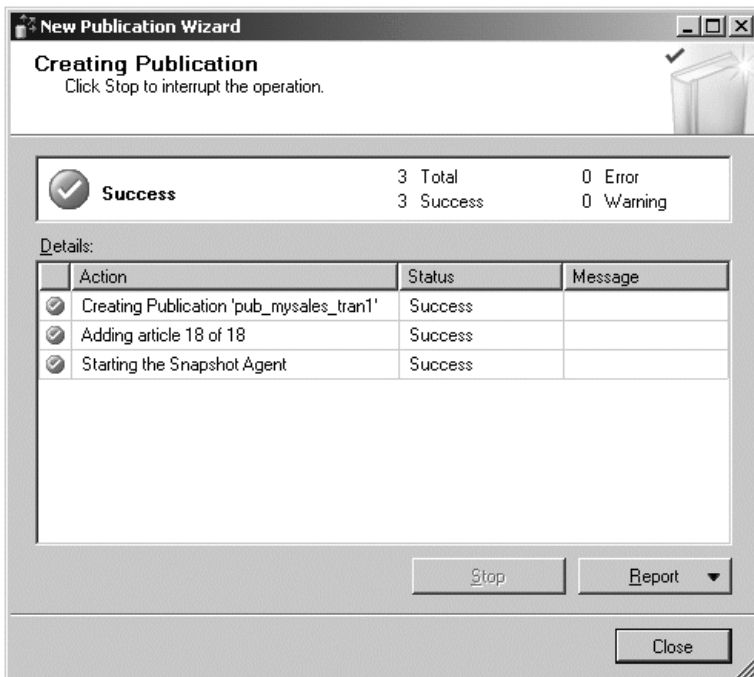 New Publication Wizard
Creating Publication
Click Stop to interrupt the operation.
Success
3 Total
0 Error
3 Success
0 Warning
Details:
Action Status Message
Creating Publication 'pub_mysales_tran1' Success
Adding article 18 of 18 Success
Starting the Snapshot Agent Success
Stop
Report
Close